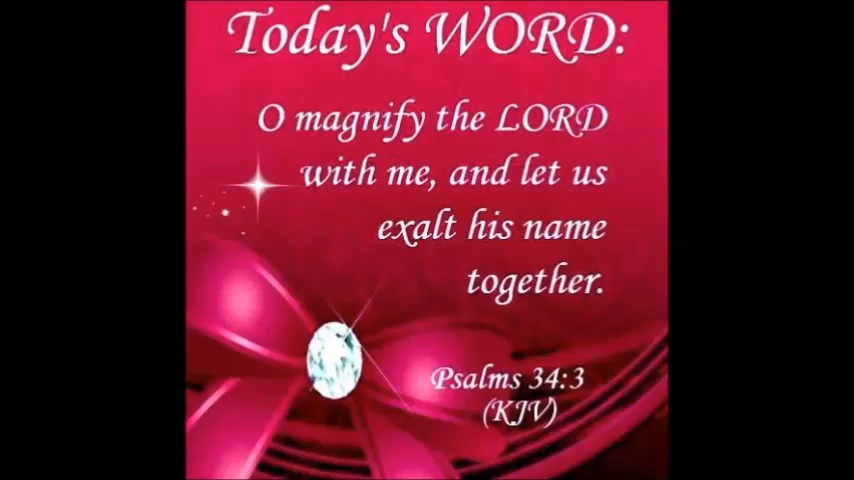 Today's WORD:
O magnify the LORD
with me, and let us
exalt his name
together.
Psalms 34:3
(KJV)